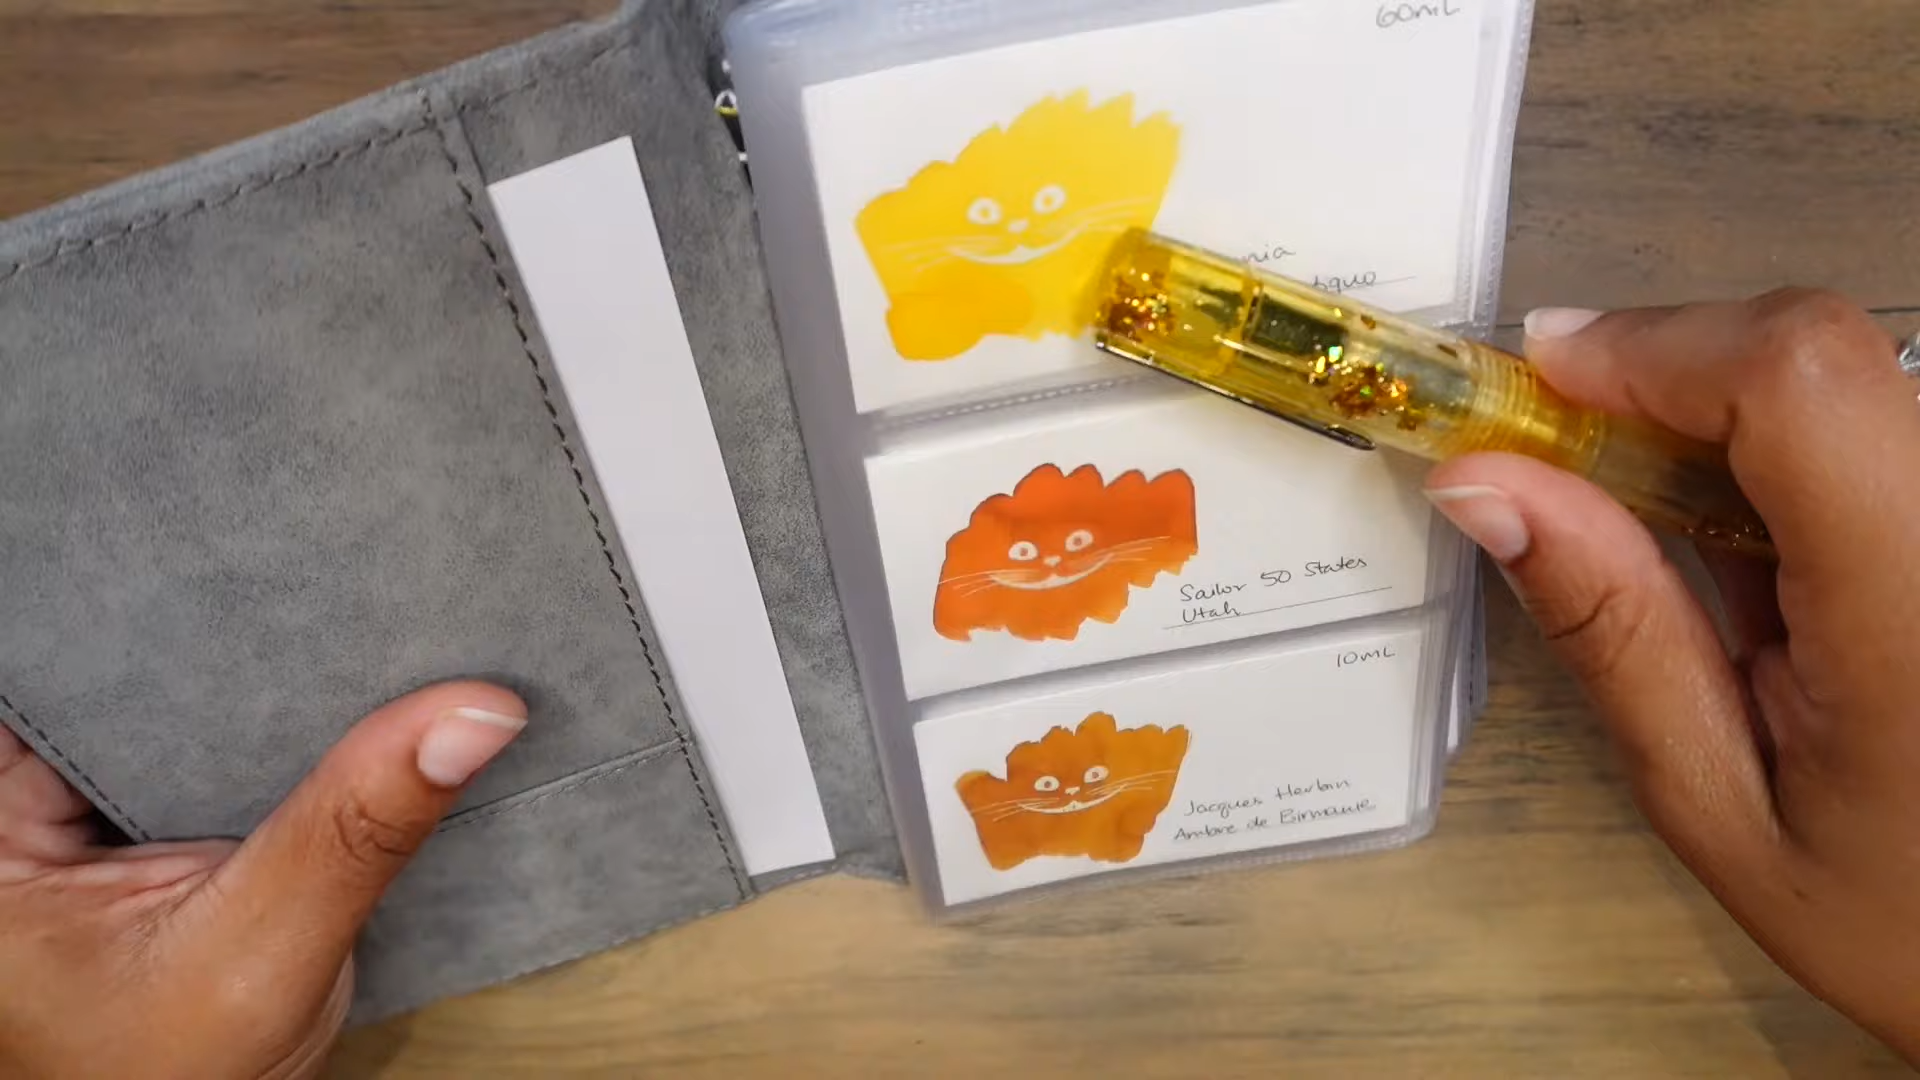 60mL
Sailor 50 States
Utah
10mL
Jacques Herbin
Ambre de Birmanie